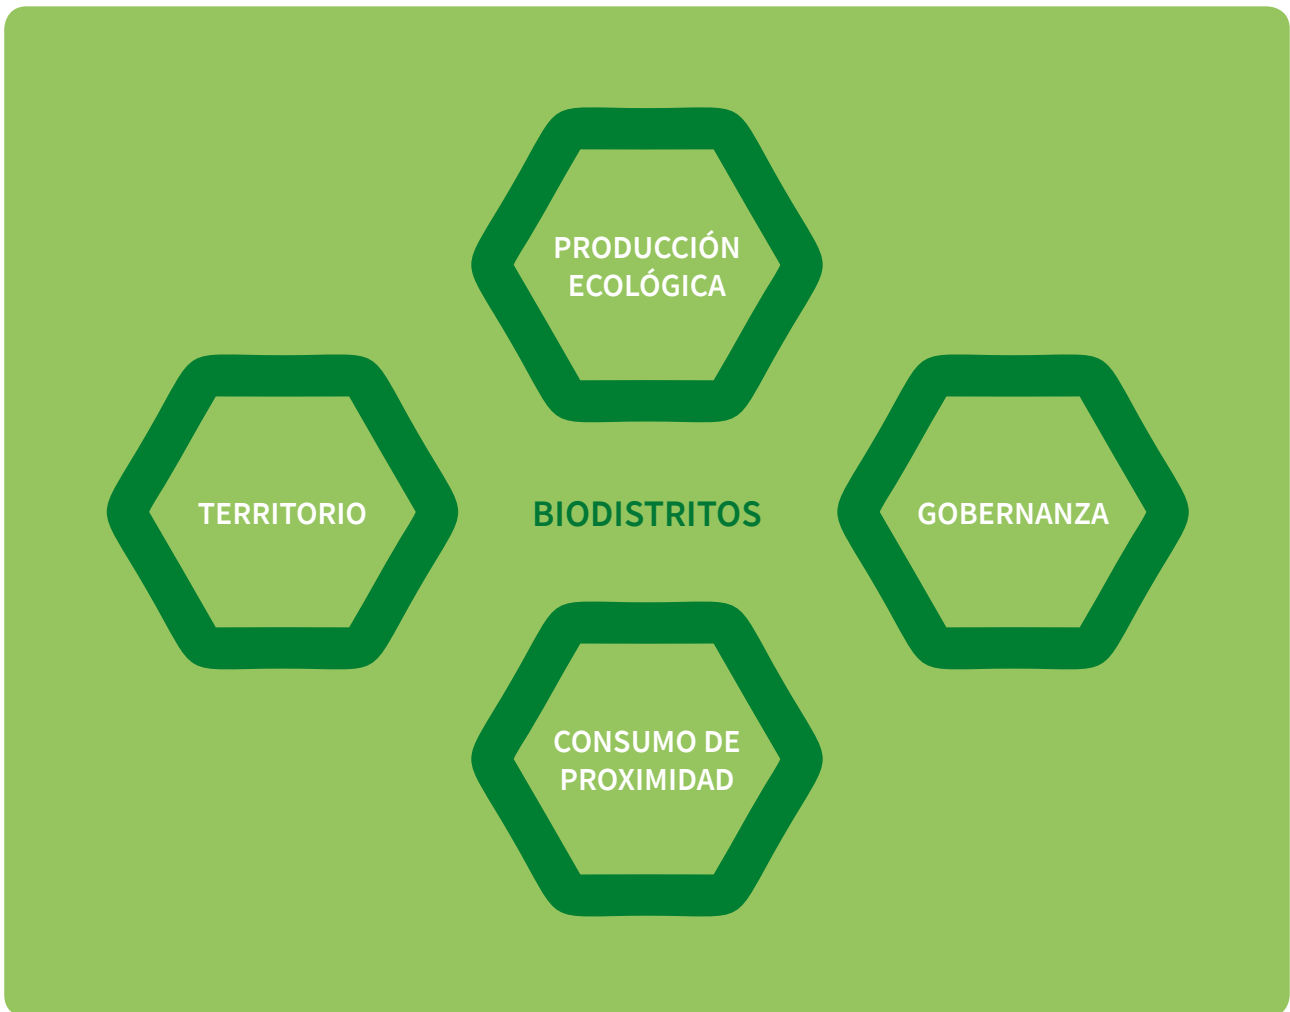 PRODUCCIÓN
ECOLÓGICA
TERRITORIO
BIODISTRITOS
GOBERNANZA
CONSUMO DE
PROXIMIDAD